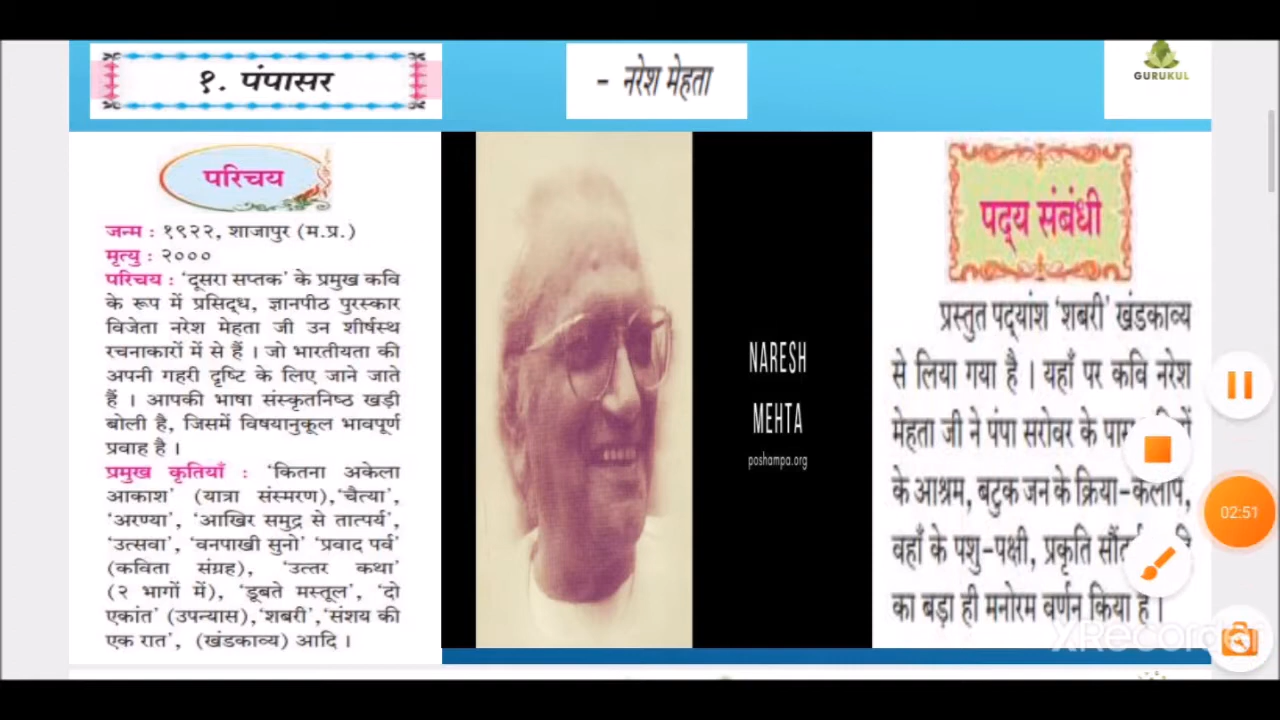 १. पंपासर
- नरेश मेहता
GURUKUL
परिचय
जन्म : १९२२, शाजापुर (म.प्र.)
मृत्यु : २०००
परिचय : 'दूसरा सप्तक' के प्रमुख कवि
के रूप में प्रसिद्ध, ज्ञानपीठ पुरस्कार
विजेता नरेश मेहता जी उन शीर्षस्थ
रचनाकारों में से हैं । जो भारतीयता की
अपनी गहरी दृष्टि के लिए जाने जाते
हैं । आपकी भाषा संस्कृतनिष्ठ खड़ी
बोली है, जिसमें विषयानुकूल भावपूर्ण
प्रवाह है ।
प्रमुख कृतियाँ : 'कितना अकेला
आकाश' (यात्रा संस्मरण),'चैत्या',
'अरण्या', 'आखिर समुद्र से तात्पर्य',
'उत्सवा', 'वनपाखी सुनो' 'प्रवाद पर्व'
(कविता संग्रह), 'उत्तर कथा'
(२ भागों में), 'डूबते मस्तूल', 'दो
एकांत' (उपन्यास),'शबरी','संशय की
एक रात', (खंडकाव्य) आदि ।
NARESH
MEHTA
poshampa.org
पद्य संबंधी
प्रस्तुत पद्यांश 'शबरी' खंडकाव्य
से लिया गया है । यहाँ पर कवि नरेश
मेहता जी ने पंपा सरोवर के
के आश्रम, बटुक जन के क्रिया-कलाप,
वहाँ के पशु-पक्षी, प्रकृति
का बड़ा ही मनोरम वर्णन किया है ।
02:51
XRecorder